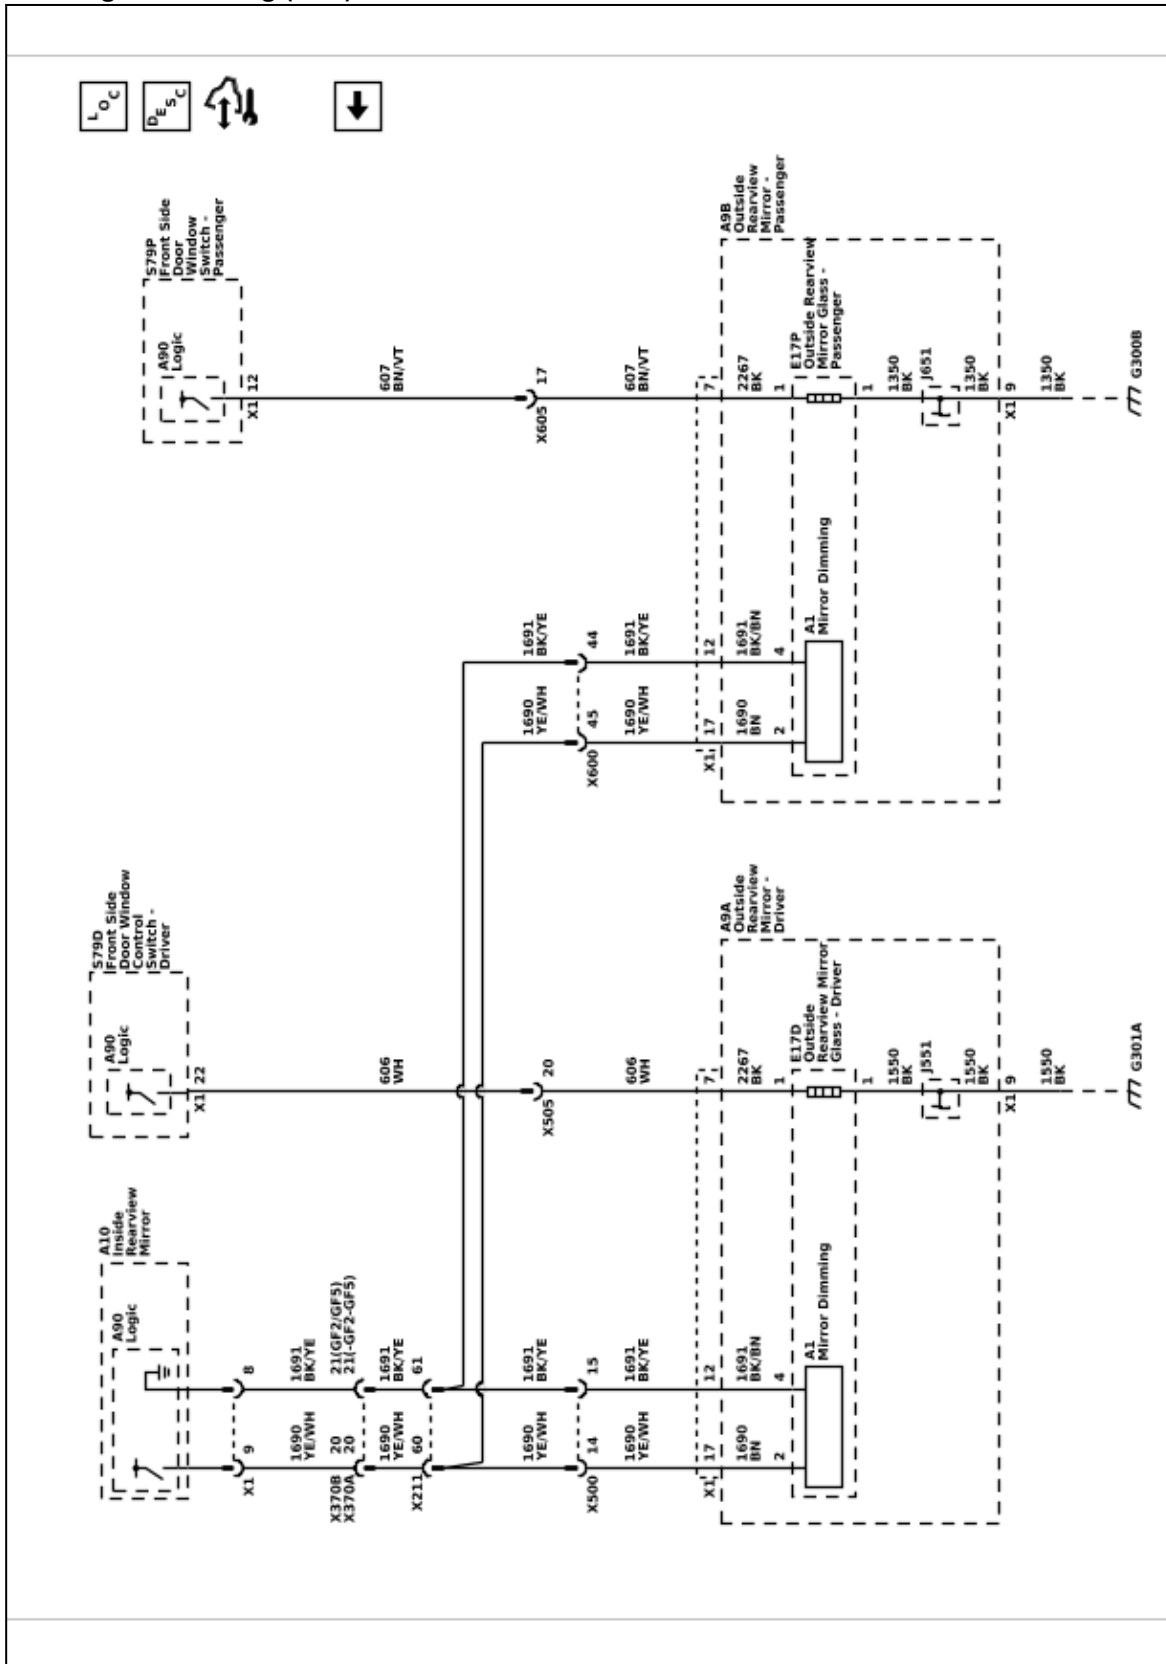 LOC
DESC
A10
Inside
Rearview
Mirror
A90
Logic
S79D
Front Side
Door Window
Control
Switch -
Driver
A90
Logic
S79P
Front Side
Door
Window
Switch -
Passenger
A90
Logic
X1 9
8
X1 22
X1 12
1690
YE/WH
1691
BK/YE
606
WH
607
BN/VT
X370B 20
X370A 20
21(GF2/GF5)
21(-GF2-GF5)
1690
YE/WH
1691
BK/YE
X211 60
61
1690
YE/WH
1691
BK/YE
X505 20
1690
YE/WH
1691
BK/YE
X605 17
X500 14
15
X600 45
44
1690
YE/WH
1691
BK/YE
606
WH
1690
YE/WH
1691
BK/YE
607
BN/VT
X1 17
12
7
X1 17
12
7
A9A
Outside
Rearview
Mirror -
Driver
A9B
Outside
Rearview
Mirror -
Passenger
1690
BN
1691
BK/BN
2267
BK
1690
BN
1691
BK/BN
2267
BK
2
4
1
2
4
1
A1
Mirror Dimming
E17D
Outside
Rearview Mirror
Glass - Driver
A1
Mirror Dimming
E17P
Outside Rearview
Mirror Glass -
Passenger
1
1
1550
BK
1350
BK
J551
J651
1550
BK
1350
BK
X1 9
X1 9
1550
BK
1350
BK
G301A
G300B